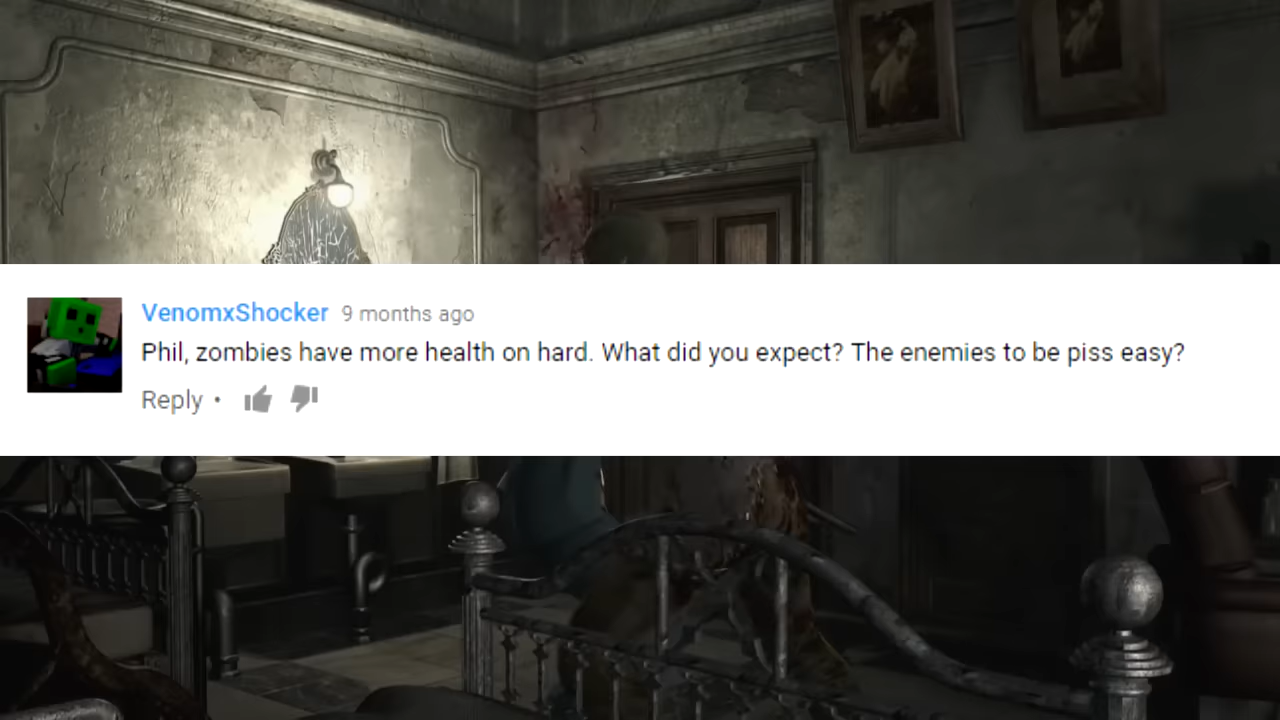 VenomxShocker 9 months ago
Phil, zombies have more health on hard. What did you expect? The enemies to be piss easy?
Reply •